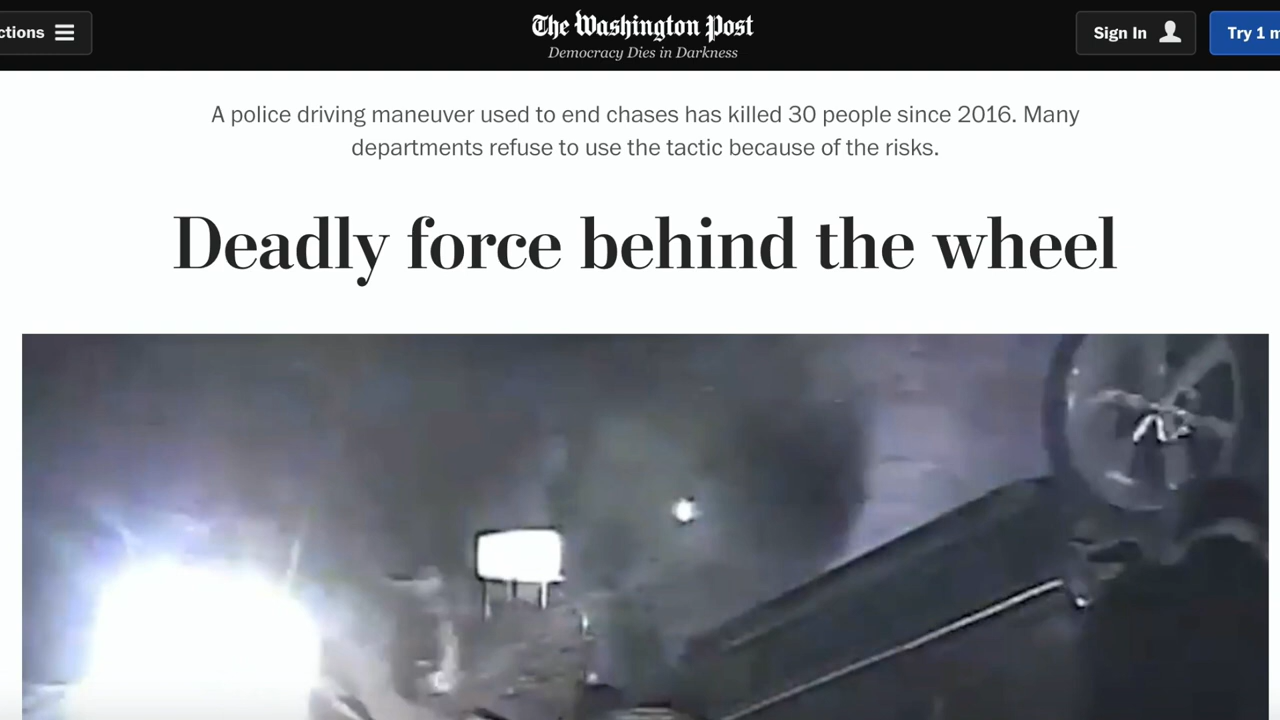 ctions
The Washington Post
Democracy Dies in Darkness
Sign In
Try 1 m
A police driving maneuver used to end chases has killed 30 people since 2016. Many
departments refuse to use the tactic because of the risks.
Deadly force behind the wheel